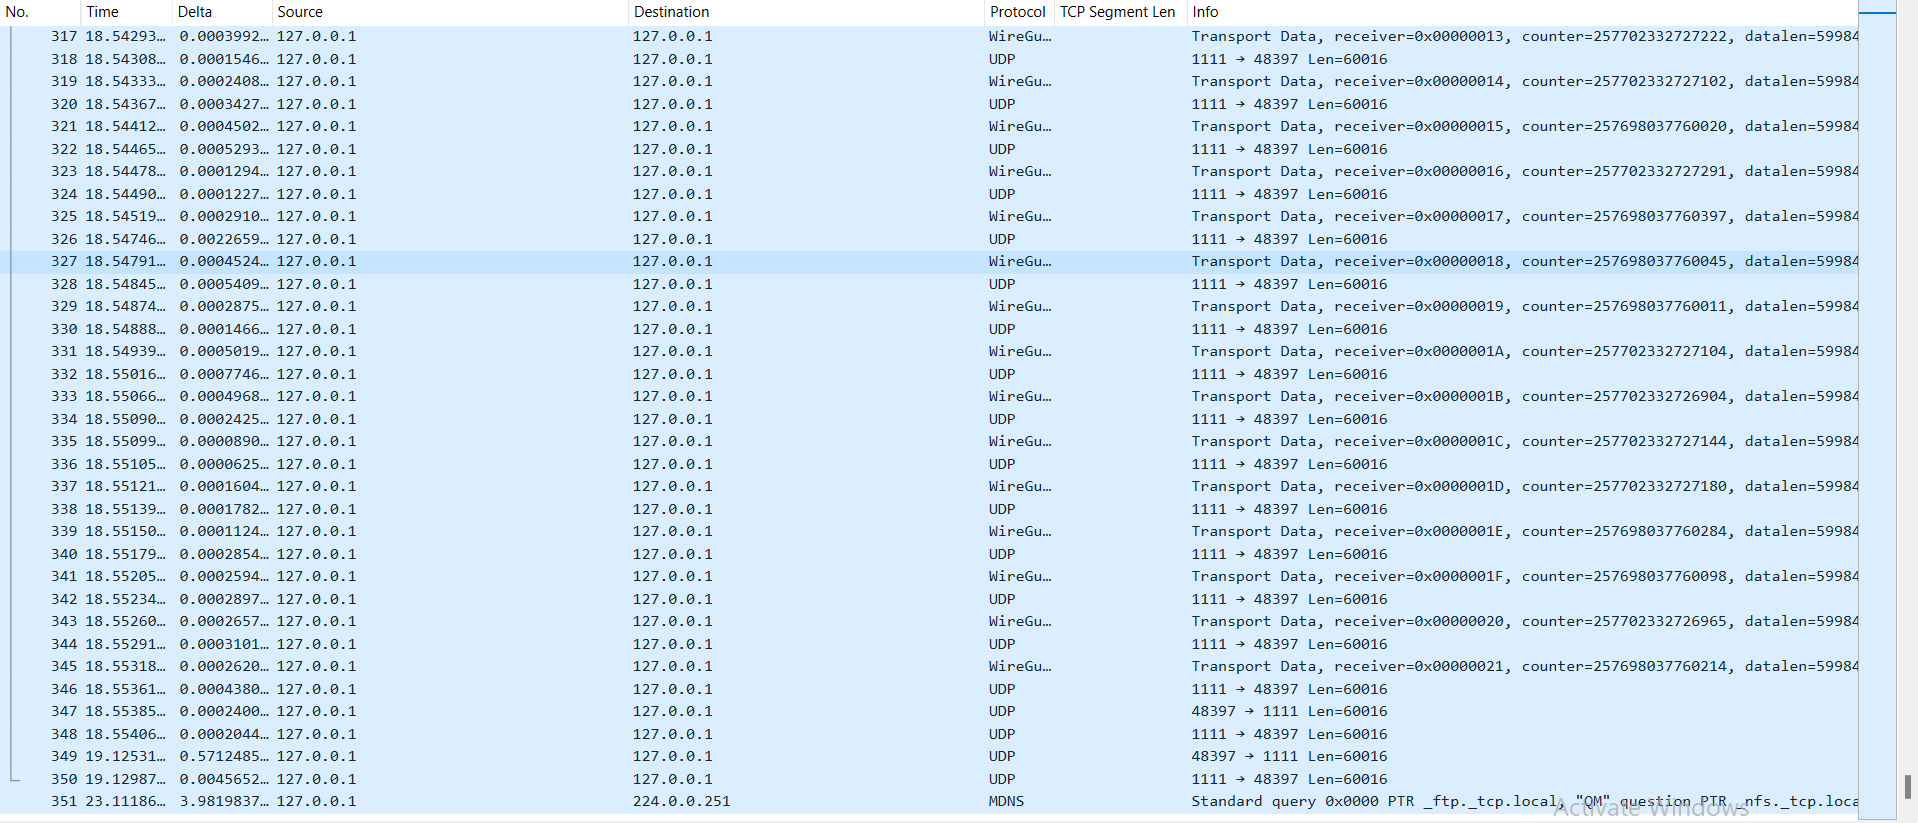 No. Time Delta Source Destination Protocol TCP Segment Len Info
317 18.54293… 0.0003992… 127.0.0.1 127.0.0.1 WireGu… Transport Data, receiver=0x00000013, counter=257702332727222, datalen=59984
318 18.54308… 0.0001546… 127.0.0.1 127.0.0.1 UDP 1111 → 48397 Len=60016
319 18.54333… 0.0002408… 127.0.0.1 127.0.0.1 WireGu… Transport Data, receiver=0x00000014, counter=257702332727102, datalen=59984
320 18.54367… 0.0003427… 127.0.0.1 127.0.0.1 UDP 1111 → 48397 Len=60016
321 18.54412… 0.0004502… 127.0.0.1 127.0.0.1 WireGu… Transport Data, receiver=0x00000015, counter=257698037760020, datalen=59984
322 18.54465… 0.0005293… 127.0.0.1 127.0.0.1 UDP 1111 → 48397 Len=60016
323 18.54478… 0.0001294… 127.0.0.1 127.0.0.1 WireGu… Transport Data, receiver=0x00000016, counter=257702332727291, datalen=59984
324 18.54490… 0.0001227… 127.0.0.1 127.0.0.1 UDP 1111 → 48397 Len=60016
325 18.54519… 0.0002910… 127.0.0.1 127.0.0.1 WireGu… Transport Data, receiver=0x00000017, counter=257698037760397, datalen=59984
326 18.54746… 0.0022659… 127.0.0.1 127.0.0.1 UDP 1111 → 48397 Len=60016
327 18.54791… 0.0004524… 127.0.0.1 127.0.0.1 WireGu… Transport Data, receiver=0x00000018, counter=257698037760045, datalen=59984
328 18.54845… 0.0005409… 127.0.0.1 127.0.0.1 UDP 1111 → 48397 Len=60016
329 18.54874… 0.0002875… 127.0.0.1 127.0.0.1 WireGu… Transport Data, receiver=0x00000019, counter=257698037760011, datalen=59984
330 18.54888… 0.0001466… 127.0.0.1 127.0.0.1 UDP 1111 → 48397 Len=60016
331 18.54939… 0.0005019… 127.0.0.1 127.0.0.1 WireGu… Transport Data, receiver=0x0000001A, counter=257702332727104, datalen=59984
332 18.55016… 0.0007746… 127.0.0.1 127.0.0.1 UDP 1111 → 48397 Len=60016
333 18.55066… 0.0004968… 127.0.0.1 127.0.0.1 WireGu… Transport Data, receiver=0x0000001B, counter=257702332726904, datalen=59984
334 18.55090… 0.0002425… 127.0.0.1 127.0.0.1 UDP 1111 → 48397 Len=60016
335 18.55099… 0.0000890… 127.0.0.1 127.0.0.1 WireGu… Transport Data, receiver=0x0000001C, counter=257702332727144, datalen=59984
336 18.55105… 0.0000625… 127.0.0.1 127.0.0.1 UDP 1111 → 48397 Len=60016
337 18.55121… 0.0001604… 127.0.0.1 127.0.0.1 WireGu… Transport Data, receiver=0x0000001D, counter=257702332727180, datalen=59984
338 18.55139… 0.0001782… 127.0.0.1 127.0.0.1 UDP 1111 → 48397 Len=60016
339 18.55150… 0.0001124… 127.0.0.1 127.0.0.1 WireGu… Transport Data, receiver=0x0000001E, counter=257698037760284, datalen=59984
340 18.55179… 0.0002854… 127.0.0.1 127.0.0.1 UDP 1111 → 48397 Len=60016
341 18.55205… 0.0002594… 127.0.0.1 127.0.0.1 WireGu… Transport Data, receiver=0x0000001F, counter=257698037760098, datalen=59984
342 18.55234… 0.0002897… 127.0.0.1 127.0.0.1 UDP 1111 → 48397 Len=60016
343 18.55260… 0.0002657… 127.0.0.1 127.0.0.1 WireGu… Transport Data, receiver=0x00000020, counter=257702332726965, datalen=59984
344 18.55291… 0.0003101… 127.0.0.1 127.0.0.1 UDP 1111 → 48397 Len=60016
345 18.55318… 0.0002620… 127.0.0.1 127.0.0.1 WireGu… Transport Data, receiver=0x00000021, counter=257698037760214, datalen=59984
346 18.55361… 0.0004380… 127.0.0.1 127.0.0.1 UDP 1111 → 48397 Len=60016
347 18.55385… 0.0002400… 127.0.0.1 127.0.0.1 UDP 48397 → 1111 Len=60016
348 18.55406… 0.0002044… 127.0.0.1 127.0.0.1 UDP 1111 → 48397 Len=60016
349 19.12531… 0.5712485… 127.0.0.1 127.0.0.1 UDP 48397 → 1111 Len=60016
350 19.12987… 0.0045652… 127.0.0.1 127.0.0.1 UDP 1111 → 48397 Len=60016
351 23.11186… 3.9819837… 127.0.0.1 224.0.0.251 MDNS Standard query 0x0000 PTR _ftp._tcp.local, "QM" question PTR _nfs._tcp.loca
Activate Windows